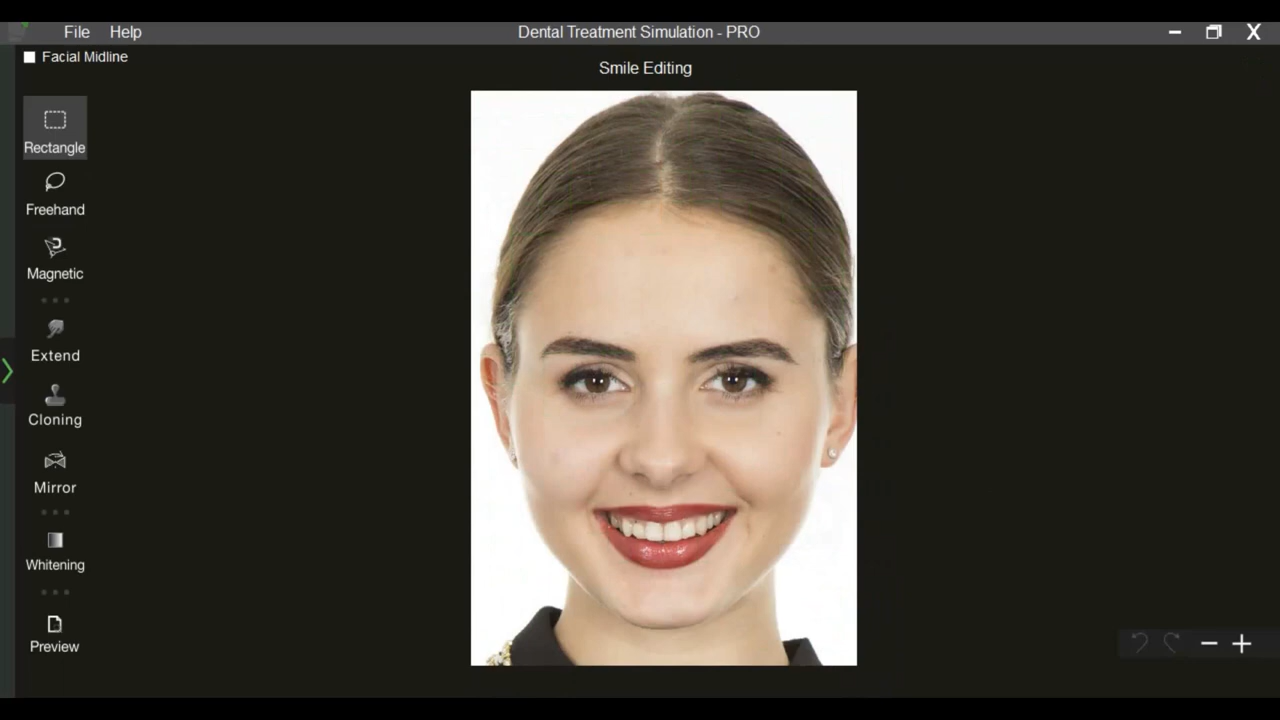 File Help Dental Treatment Simulation - PRO
Facial Midline
Smile Editing
Rectangle
Freehand
Magnetic
Extend
Cloning
Mirror
Whitening
Preview